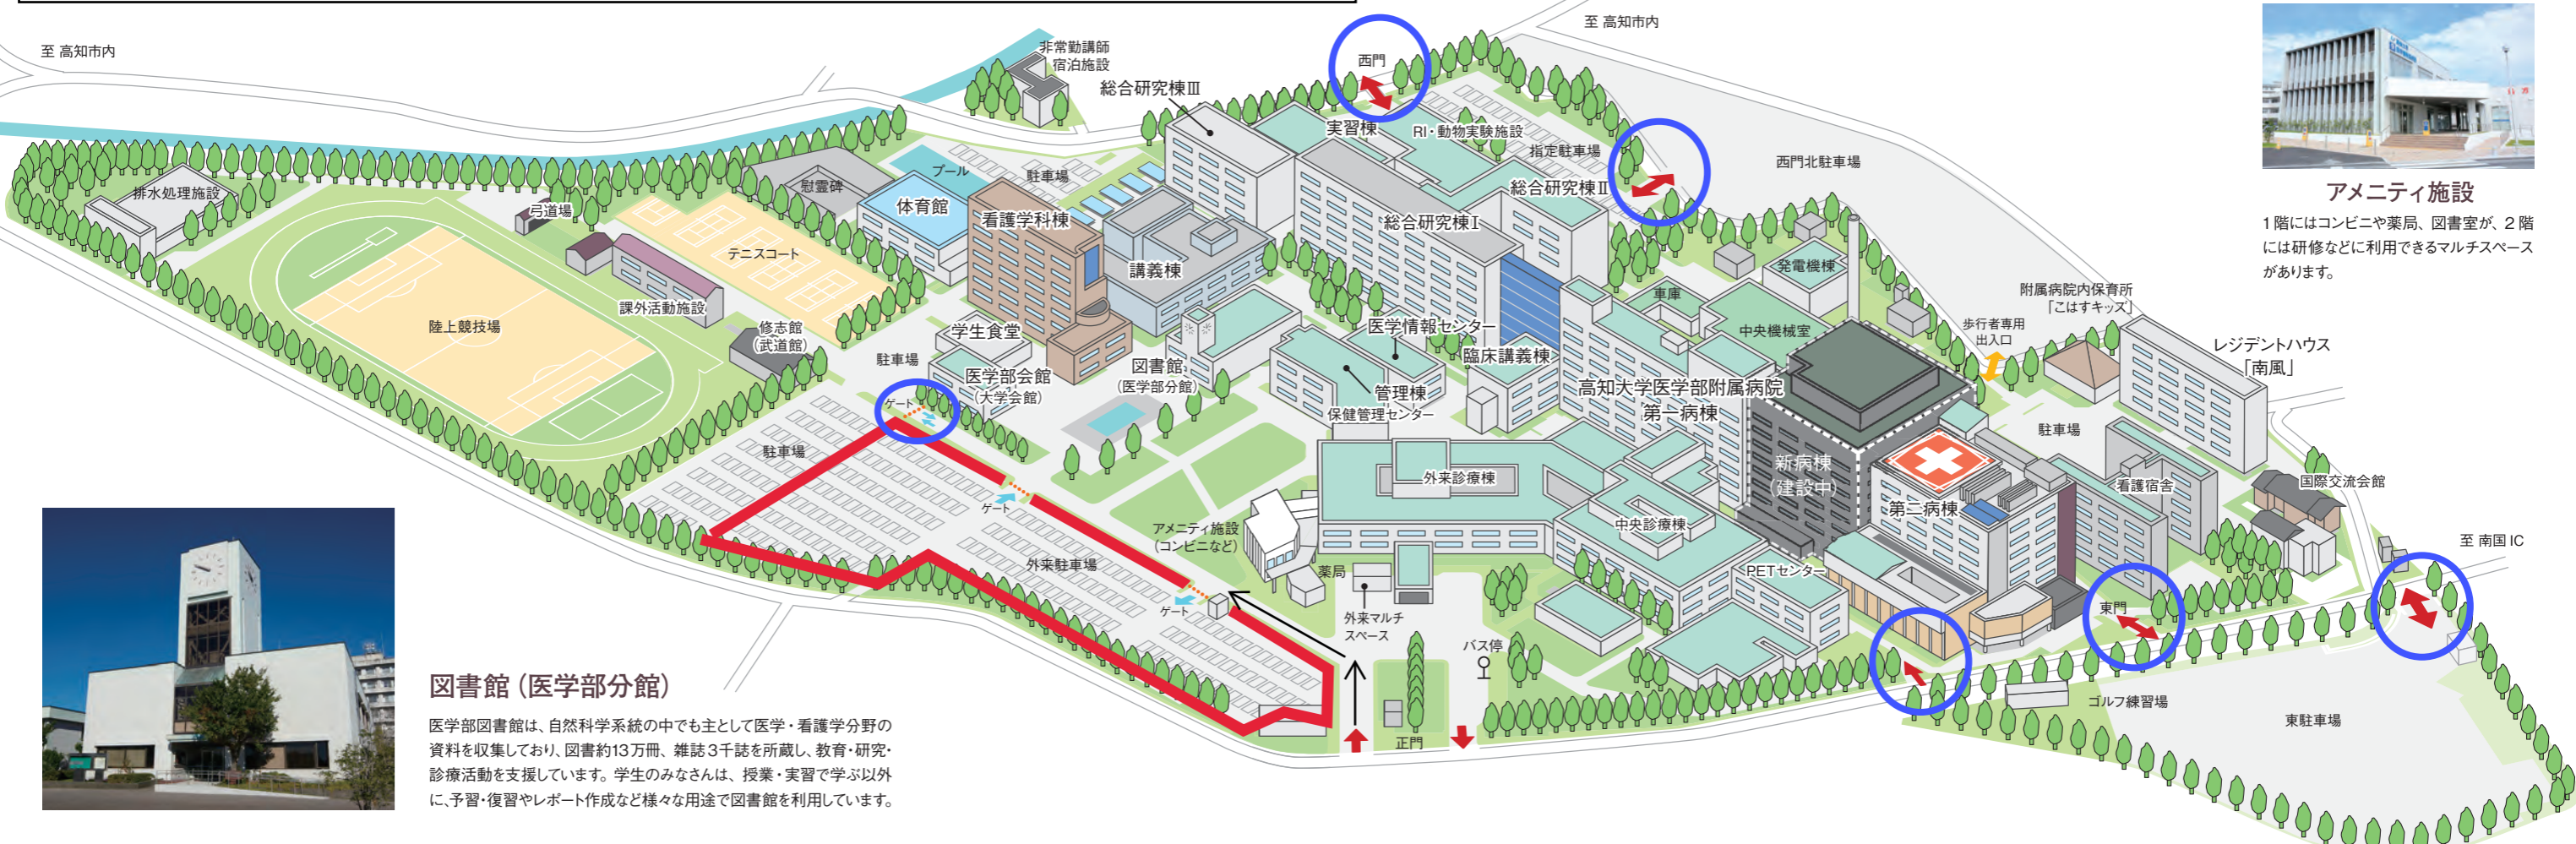 至 高知市内
非常勤講師
宿泊施設
総合研究棟Ⅲ
西門
至 高知市内
実習棟
RI・動物実験施設
指定駐車場
西門北駐車場
総合研究棟Ⅱ
総合研究棟Ⅰ
排水処理施設
弓道場
慰霊碑
プール
駐車場
体育館
看護学科棟
講義棟
テニスコート
課外活動施設
陸上競技場
修志館
(武道館)
駐車場
学生食堂
医学部会館
(大学会館)
図書館
(医学部分館)
医学情報センター
管理棟
保健管理センター
臨床講義棟
車庫
発電機棟
中央機械室
高知大学医学部附属病院
第一病棟
附属病院内保育所
「こはすキッズ」
歩行者専用
出入口
レジデントハウス
「南風」
駐車場
看護宿舎
国際交流会館
至 南国 IC
新病棟
(建設中)
第二病棟
外来診療棟
中央診療棟
PETセンター
ゲート
駐車場
ゲート
外来駐車場
ゲート
アメニティ施設
(コンビニなど)
薬局
外来マルチ
スペース
バス停
正門
東門
ゴルフ練習場
東駐車場
アメニティ施設
1階にはコンビニや薬局、図書室が、2階
には研修などに利用できるマルチスペース
があります。
図書館(医学部分館)
医学部図書館は、自然科学系統の中でも主として医学・看護学分野の
資料を収集しており、図書約13万冊、雑誌3千誌を所蔵し、教育・研究・
診療活動を支援しています。学生のみなさんは、授業・実習で学ぶ以外
に、予習・復習やレポート作成など様々な用途で図書館を利用しています。